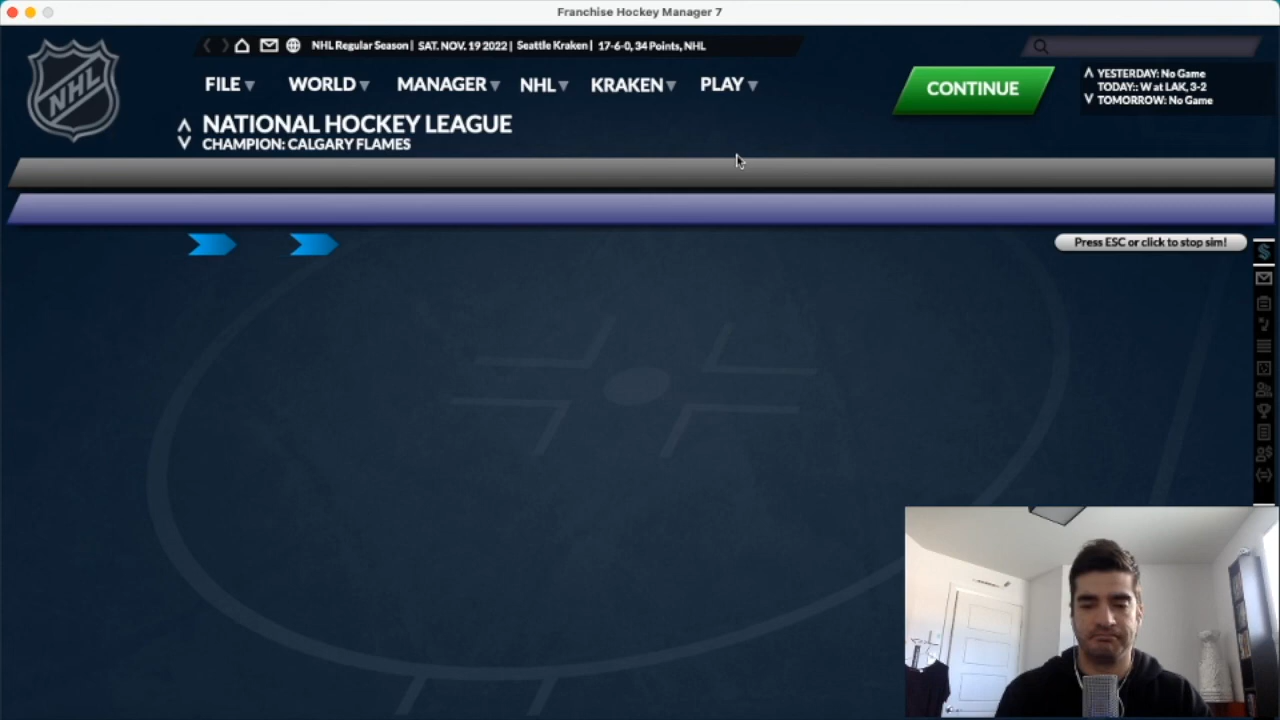 Franchise Hockey Manager 7
NHL Regular Season | SAT. NOV. 19 2022 | Seattle Kraken | 17-6-0, 34 Points, NHL
FILE WORLD MANAGER NHL KRAKEN PLAY
CONTINUE
YESTERDAY: No Game
TODAY:: W at LAK, 3-2
TOMORROW: No Game
NHL
NATIONAL HOCKEY LEAGUE
CHAMPION: CALGARY FLAMES
Press ESC or click to stop sim!
$